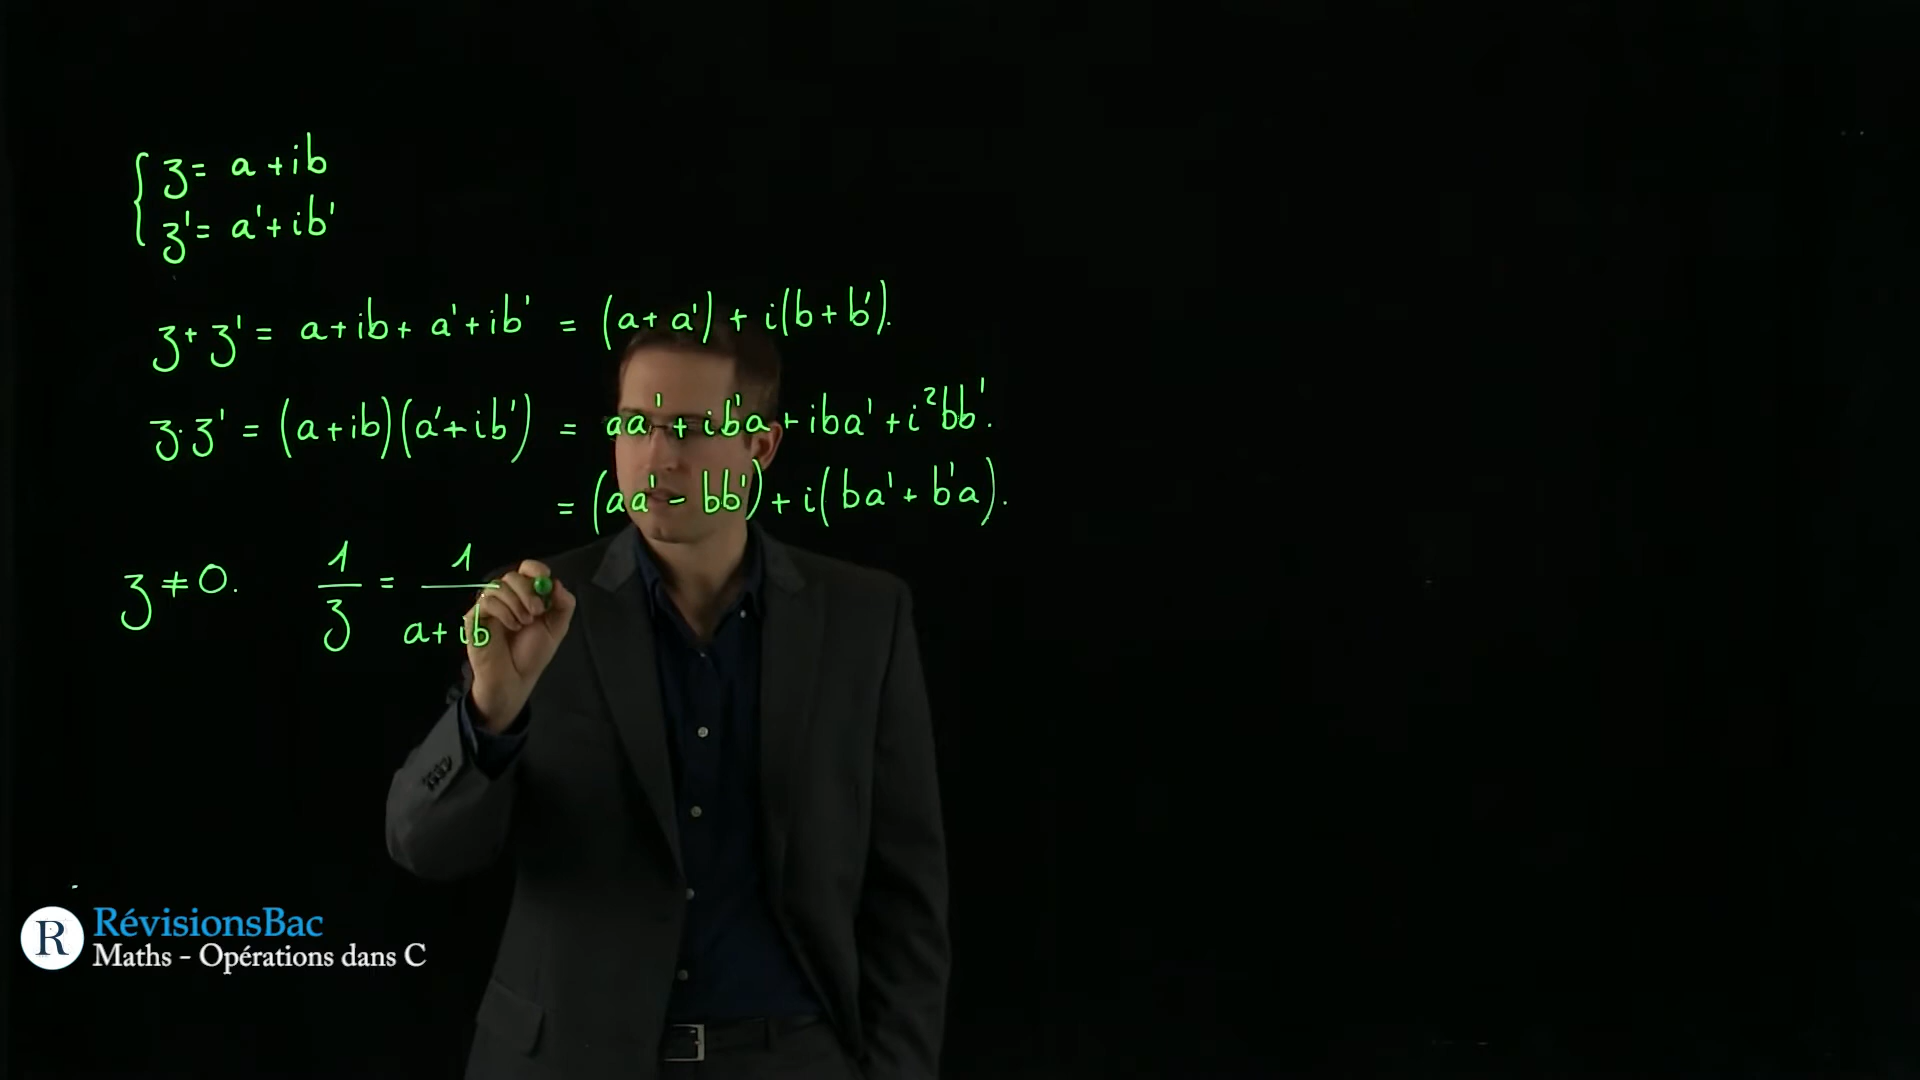 { z = a + ib
z' = a' + ib'
z + z' = a + ib + a' + ib' = (a + a') + i(b + b').
z · z' = (a + ib)(a' + ib') = aa' + ib'a + iba' + i²bb'.
= (aa' - bb') + i(ba' + b'a).
z ≠ 0. 1/z = 1/(a + ib)
R RévisionsBac
Maths - Opérations dans C